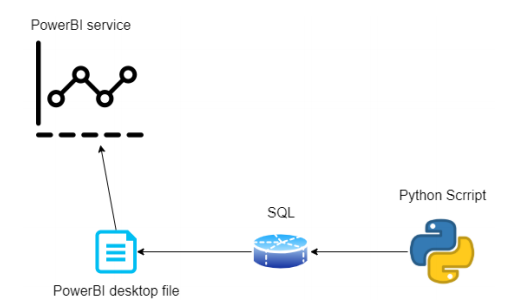 PowerBI service
Python Scrript
SQL
PowerBI desktop file